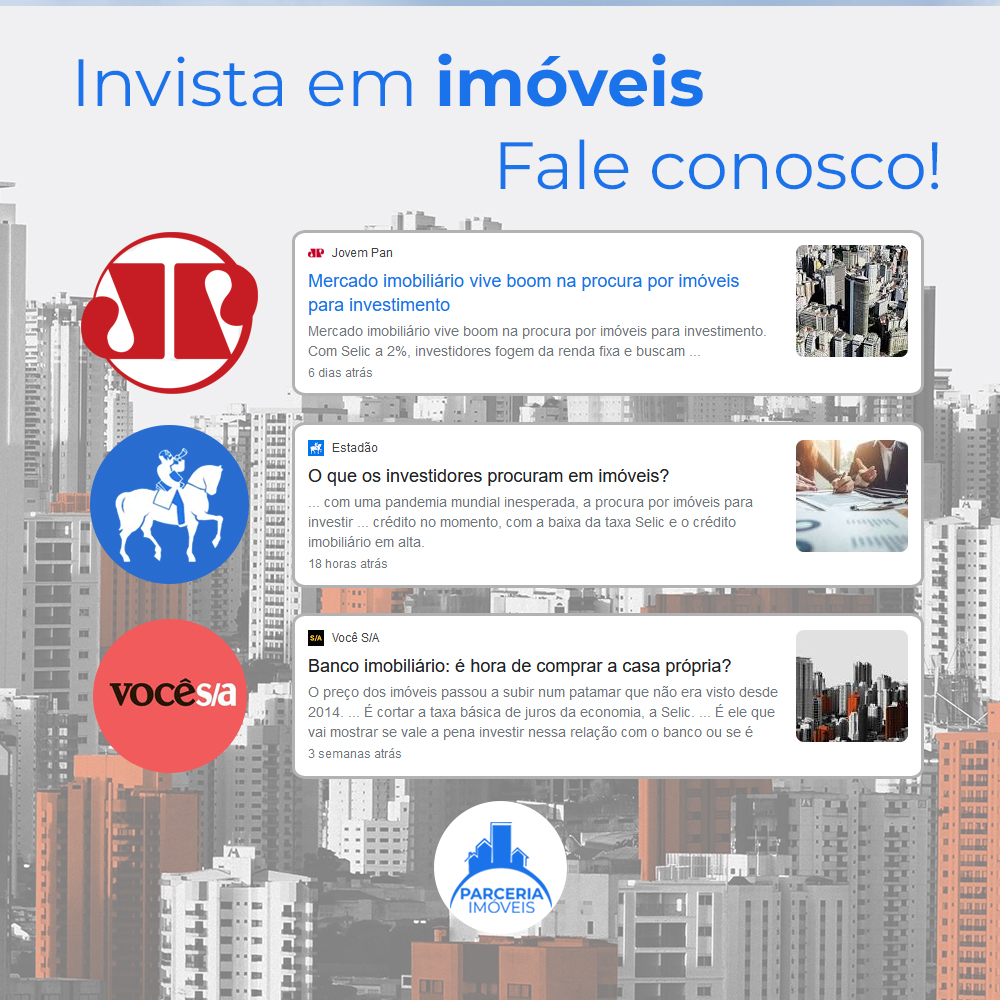 Invista em imóveis
Fale conosco!
JP
Jovem Pan
Mercado imobiliário vive boom na procura por imóveis
para investimento
Mercado imobiliário vive boom na procura por imóveis para investimento.
Com Selic a 2%, investidores fogem da renda fixa e buscam ...
6 dias atrás
Estadão
O que os investidores procuram em imóveis?
... com uma pandemia mundial inesperada, a procura por imóveis para
investir ... crédito no momento, com a baixa da taxa Selic e o crédito
imobiliário em alta.
18 horas atrás
VOCÊS/A
S/A
Você S/A
Banco imobiliário: é hora de comprar a casa própria?
O preço dos imóveis passou a subir num patamar que não era visto desde
2014. ... É cortar a taxa básica de juros da economia, a Selic. ... É ele que
vai mostrar se vale a pena investir nessa relação com o banco ou se é
3 semanas atrás
PARCERIA
IMÓVEIS